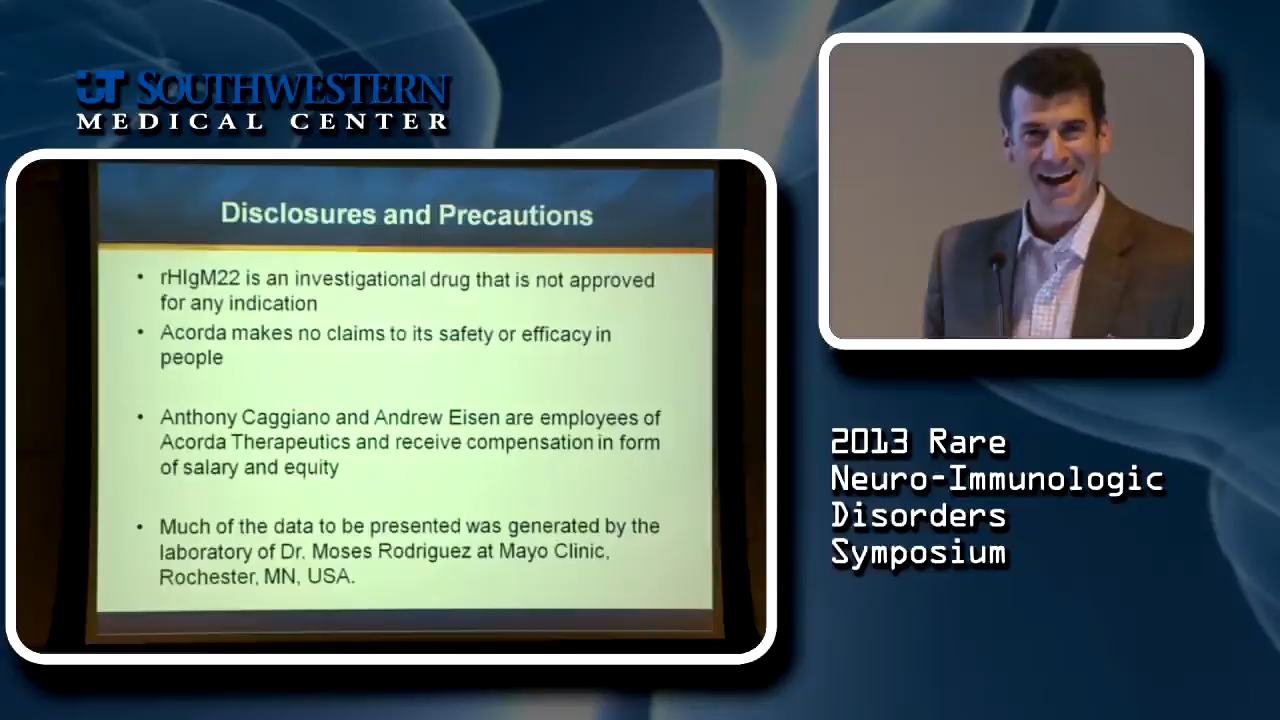 UT SOUTHWESTERN
MEDICAL CENTER
Disclosures and Precautions
• rHIgM22 is an investigational drug that is not approved
for any indication
• Acorda makes no claims to its safety or efficacy in
people
• Anthony Caggiano and Andrew Eisen are employees of
Acorda Therapeutics and receive compensation in form
of salary and equity
• Much of the data to be presented was generated by the
laboratory of Dr. Moses Rodriguez at Mayo Clinic,
Rochester, MN, USA.
2013 Rare
Neuro-Immunologic
Disorders
Symposium